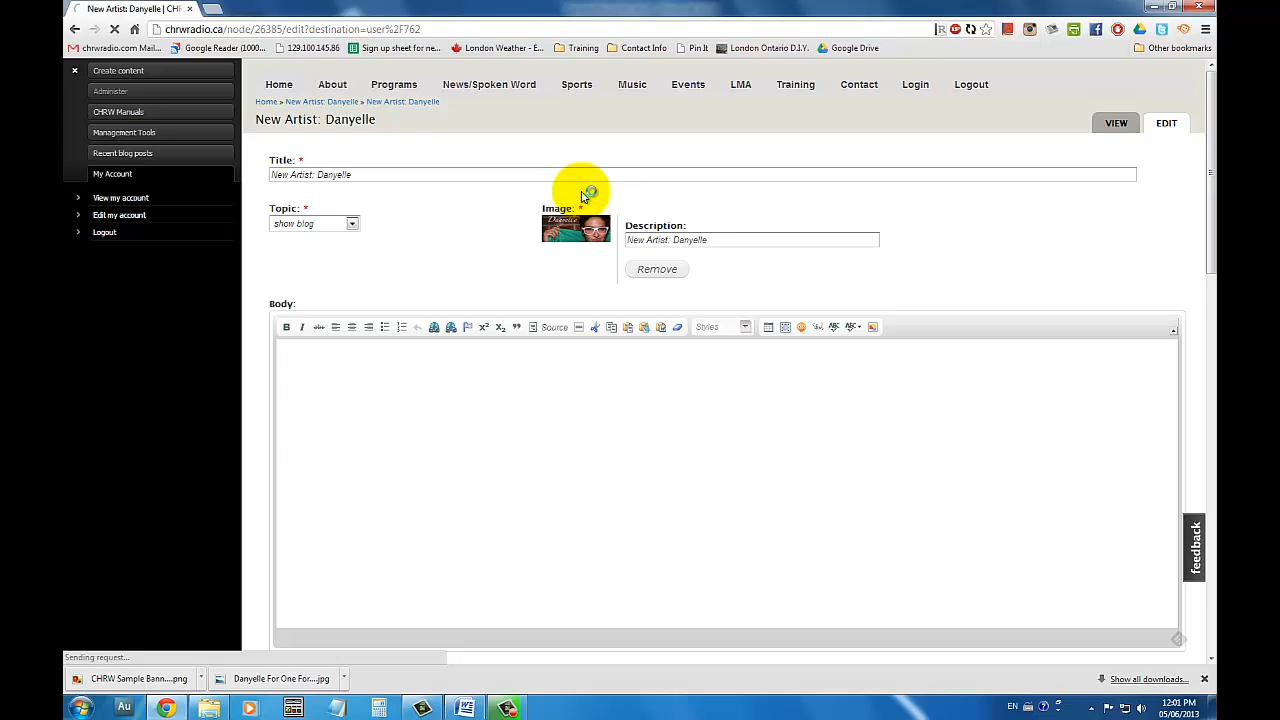 New Artist: Danyelle | CHR
chrwradio.ca/node/26385/edit?destination=user%2F762
chrwradio.com Mail...
Google Reader (1000...
129.100.145.86
Sign up sheet for ne...
London Weather - E...
Training
Contact Info
Pin It
London Ontario D.I.Y.
Google Drive
Other bookmarks
Create content
Administer
CHRW Manuals
Management Tools
Recent blog posts
My Account
View my account
Edit my account
Logout
Home
About
Programs
News/Spoken Word
Sports
Music
Events
LMA
Training
Contact
Login
Logout
Home » New Artist: Danyelle » New Artist: Danyelle
New Artist: Danyelle
VIEW
EDIT
Title: *
New Artist: Danyelle
Topic: *
show blog
Image: *
Danyelle
Description:
New Artist: Danyelle
Remove
Body:
B I abc
Source
Styles
feedback
Sending request...
CHRW Sample Bann....png
Danyelle For One For....jpg
Show all downloads...
Au
EN
12:01 PM
05/06/2013